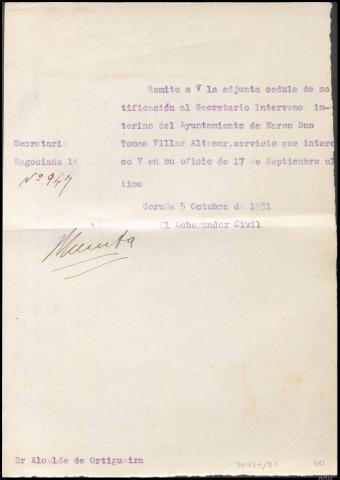 Remito a V la adjunta cedula de no
tificación al Secretario Interveno: in-
terino del Ayuntamiento de Naron Don
Secretaria
Tomas Villar Altamor, servicio que intere
Negociado 1º
mo V en su oficio de 17 de Septiembre ul
Nº 947
timo
Coruña 5 Octubre de 1931
El Gobernador Civil
Sr Alcalde de Ortigueira